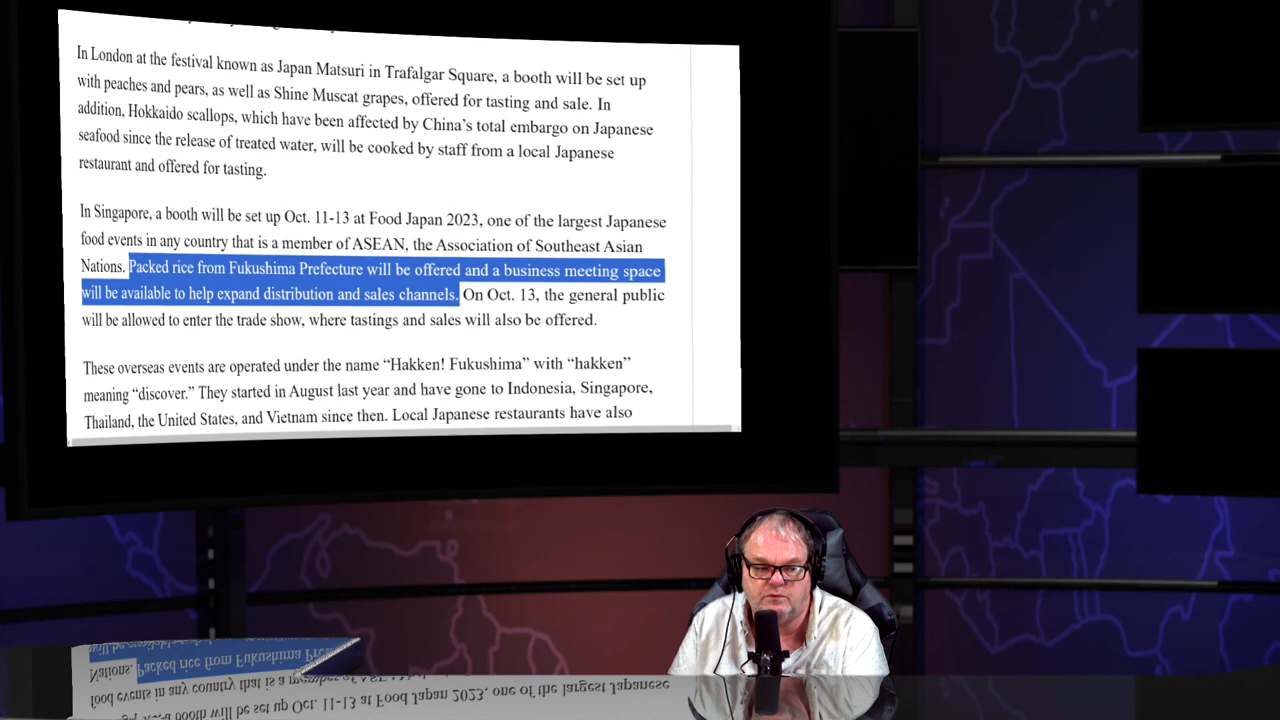 In London at the festival known as Japan Matsuri in Trafalgar Square, a booth will be set up
with peaches and pears, as well as Shine Muscat grapes, offered for tasting and sale. In
addition, Hokkaido scallops, which have been affected by China's total embargo on Japanese
seafood since the release of treated water, will be cooked by staff from a local Japanese
restaurant and offered for tasting.
In Singapore, a booth will be set up Oct. 11-13 at Food Japan 2023, one of the largest Japanese
food events in any country that is a member of ASEAN, the Association of Southeast Asian
Nations. Packed rice from Fukushima Prefecture will be offered and a business meeting space
will be available to help expand distribution and sales channels. On Oct. 13, the general public
will be allowed to enter the trade show, where tastings and sales will also be offered.
These overseas events are operated under the name “Hakken! Fukushima” with “hakken”
meaning “discover.” They started in August last year and have gone to Indonesia, Singapore,
Thailand, the United States, and Vietnam since then. Local Japanese restaurants have also